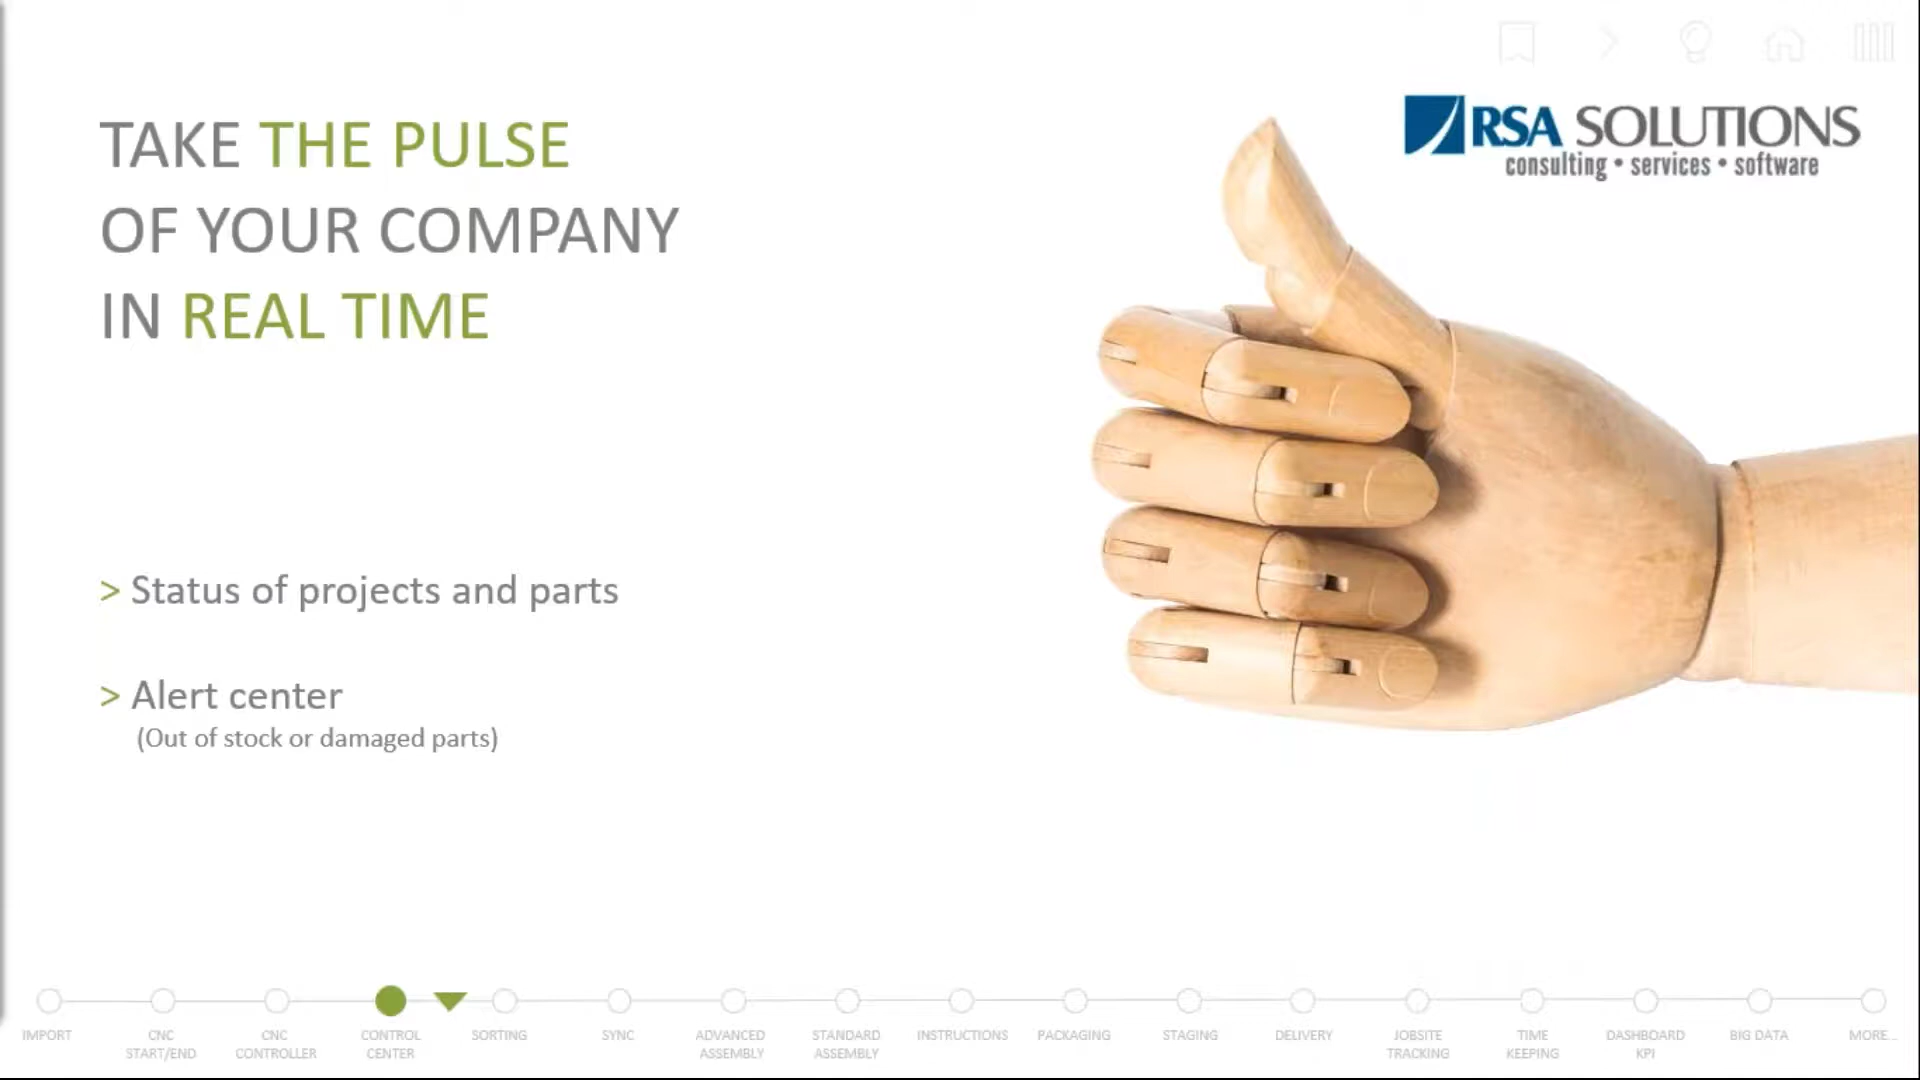 RSA SOLUTIONS
consulting • services • software
TAKE THE PULSE
OF YOUR COMPANY
IN REAL TIME
> Status of projects and parts
> Alert center
(Out of stock or damaged parts)
IMPORT
CNC
START/END
CNC
CONTROLLER
CONTROL
CENTER
SORTING
SYNC
ADVANCED
ASSEMBLY
STANDARD
ASSEMBLY
INSTRUCTIONS
PACKAGING
STAGING
DELIVERY
JOBSITE
TRACKING
TIME
KEEPING
DASHBOARD
KPI
BIG DATA
MORE...